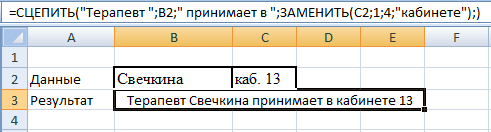 =СЦЕПИТЬ("Терапевт ";B2;" принимает в ";ЗАМЕНИТЬ(C2;1;4;"кабинете");)
A B C D E F G
1
2 Данные Свечкина каб. 13
3 Результат Терапевт Свечкина принимает в кабинете 13
4